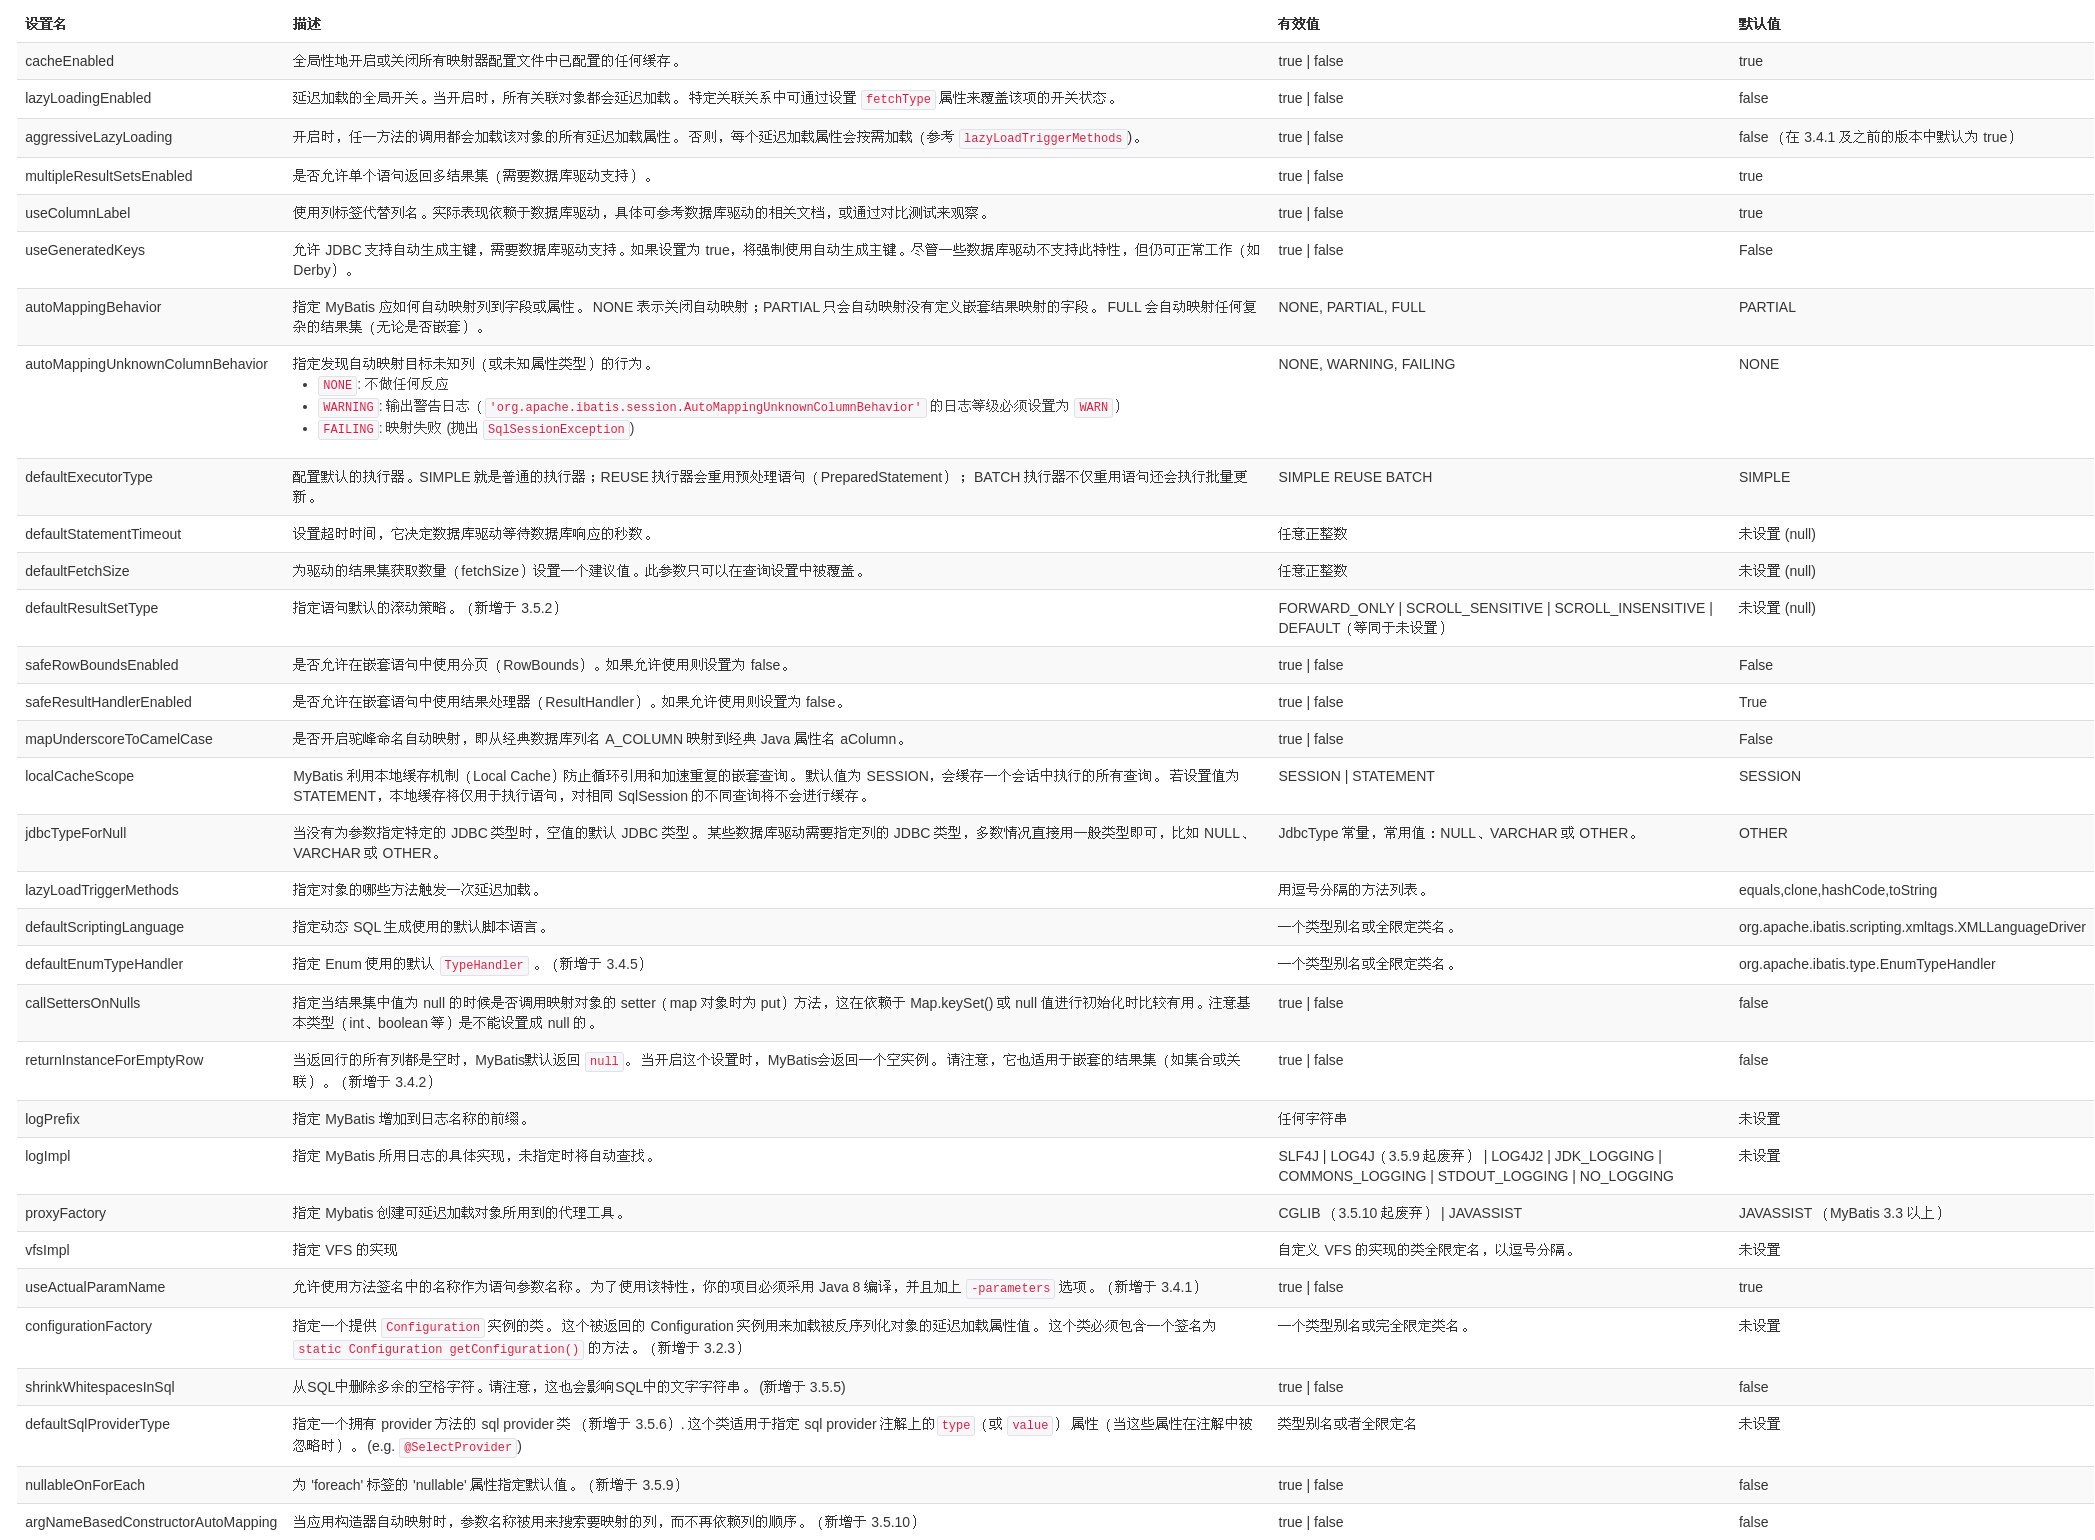 设置名 描述 有效值 默认值
cacheEnabled 全局性地开启或关闭所有映射器配置文件中已配置的任何缓存。 true | false true
lazyLoadingEnabled 延迟加载的全局开关。当开启时，所有关联对象都会延迟加载。 特定关联关系中可通过设置 fetchType 属性来覆盖该项的开关状态。 true | false false
aggressiveLazyLoading 开启时，任一方法的调用都会加载该对象的所有延迟加载属性。 否则，每个延迟加载属性会按需加载（参考 lazyLoadTriggerMethods)。 true | false false （在 3.4.1 及之前的版本中默认为 true）
multipleResultSetsEnabled 是否允许单个语句返回多结果集（需要数据库驱动支持）。 true | false true
useColumnLabel 使用列标签代替列名。实际表现依赖于数据库驱动，具体可参考数据库驱动的相关文档，或通过对比测试来观察。 true | false true
useGeneratedKeys 允许 JDBC 支持自动生成主键，需要数据库驱动支持。如果设置为 true，将强制使用自动生成主键。尽管一些数据库驱动不支持此特性，但仍可正常工作（如 true | false False
Derby）。
autoMappingBehavior 指定 MyBatis 应如何自动映射列到字段或属性。 NONE 表示关闭自动映射；PARTIAL 只会自动映射没有定义嵌套结果映射的字段。 FULL 会自动映射任何复 NONE, PARTIAL, FULL PARTIAL
杂的结果集（无论是否嵌套）。
autoMappingUnknownColumnBehavior 指定发现自动映射目标未知列（或未知属性类型）的行为。 NONE, WARNING, FAILING NONE
• NONE: 不做任何反应
• WARNING: 输出警告日志（'org.apache.ibatis.session.AutoMappingUnknownColumnBehavior' 的日志等级必须设置为 WARN）
• FAILING: 映射失败 (抛出 SqlSessionException)
defaultExecutorType 配置默认的执行器。SIMPLE 就是普通的执行器；REUSE 执行器会重用预处理语句（PreparedStatement）； BATCH 执行器不仅重用语句还会执行批量更 SIMPLE REUSE BATCH SIMPLE
新。
defaultStatementTimeout 设置超时时间，它决定数据库驱动等待数据库响应的秒数。 任意正整数 未设置 (null)
defaultFetchSize 为驱动的结果集获取数量（fetchSize）设置一个建议值。此参数只可以在查询设置中被覆盖。 任意正整数 未设置 (null)
defaultResultSetType 指定语句默认的滚动策略。（新增于 3.5.2） FORWARD_ONLY | SCROLL_SENSITIVE | SCROLL_INSENSITIVE | 未设置 (null)
DEFAULT（等同于未设置）
safeRowBoundsEnabled 是否允许在嵌套语句中使用分页（RowBounds）。如果允许使用则设置为 false。 true | false False
safeResultHandlerEnabled 是否允许在嵌套语句中使用结果处理器（ResultHandler）。如果允许使用则设置为 false。 true | false True
mapUnderscoreToCamelCase 是否开启驼峰命名自动映射，即从经典数据库列名 A_COLUMN 映射到经典 Java 属性名 aColumn。 true | false False
localCacheScope MyBatis 利用本地缓存机制（Local Cache）防止循环引用和加速重复的嵌套查询。 默认值为 SESSION，会缓存一个会话中执行的所有查询。 若设置值为 SESSION | STATEMENT SESSION
STATEMENT，本地缓存将仅用于执行语句，对相同 SqlSession 的不同查询将不会进行缓存。
jdbcTypeForNull 当没有为参数指定特定的 JDBC 类型时，空值的默认 JDBC 类型。 某些数据库驱动需要指定列的 JDBC 类型，多数情况直接用一般类型即可，比如 NULL、 JdbcType 常量，常用值：NULL、VARCHAR 或 OTHER。 OTHER
VARCHAR 或 OTHER。
lazyLoadTriggerMethods 指定对象的哪些方法触发一次延迟加载。 用逗号分隔的方法列表。 equals,clone,hashCode,toString
defaultScriptingLanguage 指定动态 SQL 生成使用的默认脚本语言。 一个类型别名或全限定类名。 org.apache.ibatis.scripting.xmltags.XMLLanguageDriver
defaultEnumTypeHandler 指定 Enum 使用的默认 TypeHandler 。（新增于 3.4.5） 一个类型别名或全限定类名。 org.apache.ibatis.type.EnumTypeHandler
callSettersOnNulls 指定当结果集中值为 null 的时候是否调用映射对象的 setter（map 对象时为 put）方法，这在依赖于 Map.keySet() 或 null 值进行初始化时比较有用。注意基 true | false false
本类型（int、boolean 等）是不能设置成 null 的。
returnInstanceForEmptyRow 当返回行的所有列都是空时，MyBatis默认返回 null。 当开启这个设置时，MyBatis会返回一个空实例。 请注意，它也适用于嵌套的结果集（如集合或关 true | false false
联）。（新增于 3.4.2）
logPrefix 指定 MyBatis 增加到日志名称的前缀。 任何字符串 未设置
logImpl 指定 MyBatis 所用日志的具体实现，未指定时将自动查找。 SLF4J | LOG4J（3.5.9 起废弃） | LOG4J2 | JDK_LOGGING | 未设置
COMMONS_LOGGING | STDOUT_LOGGING | NO_LOGGING
proxyFactory 指定 Mybatis 创建可延迟加载对象所用到的代理工具。 CGLIB （3.5.10 起废弃） | JAVASSIST JAVASSIST （MyBatis 3.3 以上）
vfsImpl 指定 VFS 的实现 自定义 VFS 的实现的类全限定名，以逗号分隔。 未设置
useActualParamName 允许使用方法签名中的名称作为语句参数名称。 为了使用该特性，你的项目必须采用 Java 8 编译，并且加上 -parameters 选项。（新增于 3.4.1） true | false true
configurationFactory 指定一个提供 Configuration 实例的类。 这个被返回的 Configuration 实例用来加载被反序列化对象的延迟加载属性值。 这个类必须包含一个签名为 一个类型别名或完全限定类名。 未设置
static Configuration getConfiguration() 的方法。（新增于 3.2.3）
shrinkWhitespacesInSql 从SQL中删除多余的空格字符。请注意，这也会影响SQL中的文字字符串。 (新增于 3.5.5) true | false false
defaultSqlProviderType 指定一个拥有 provider 方法的 sql provider 类 （新增于 3.5.6）. 这个类适用于指定 sql provider 注解上的 type（或 value） 属性（当这些属性在注解中被 类型别名或者全限定名 未设置
忽略时）。 (e.g. @SelectProvider)
nullableOnForEach 为 'foreach' 标签的 'nullable' 属性指定默认值。（新增于 3.5.9） true | false false
argNameBasedConstructorAutoMapping 当应用构造器自动映射时，参数名称被用来搜索要映射的列，而不再依赖列的顺序。（新增于 3.5.10） true | false false